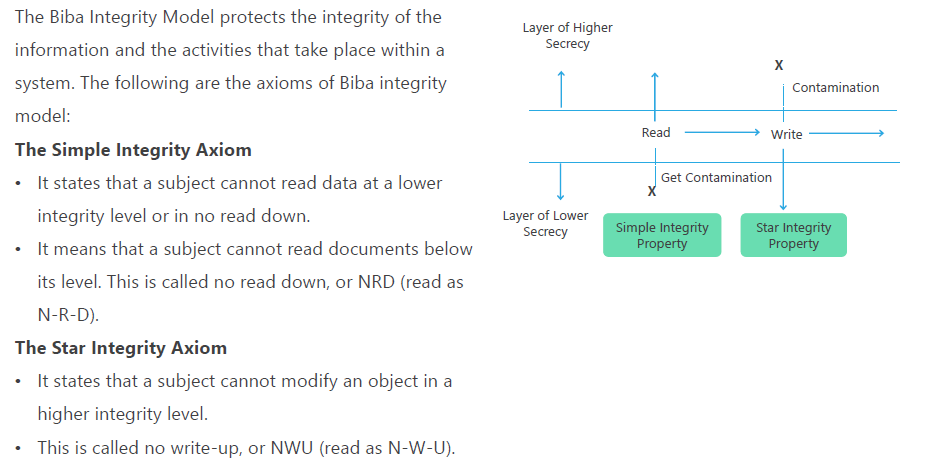 The Biba Integrity Model protects the integrity of the
information and the activities that take place within a
system. The following are the axioms of Biba integrity
model:
The Simple Integrity Axiom
• It states that a subject cannot read data at a lower
integrity level or in no read down.
• It means that a subject cannot read documents below
its level. This is called no read down, or NRD (read as
N-R-D).
The Star Integrity Axiom
• It states that a subject cannot modify an object in a
higher integrity level.
• This is called no write-up, or NWU (read as N-W-U).
Layer of Higher
Secrecy
X
Contamination
Read
Write
Get Contamination
X
Layer of Lower
Secrecy
Simple Integrity
Property
Star Integrity
Property